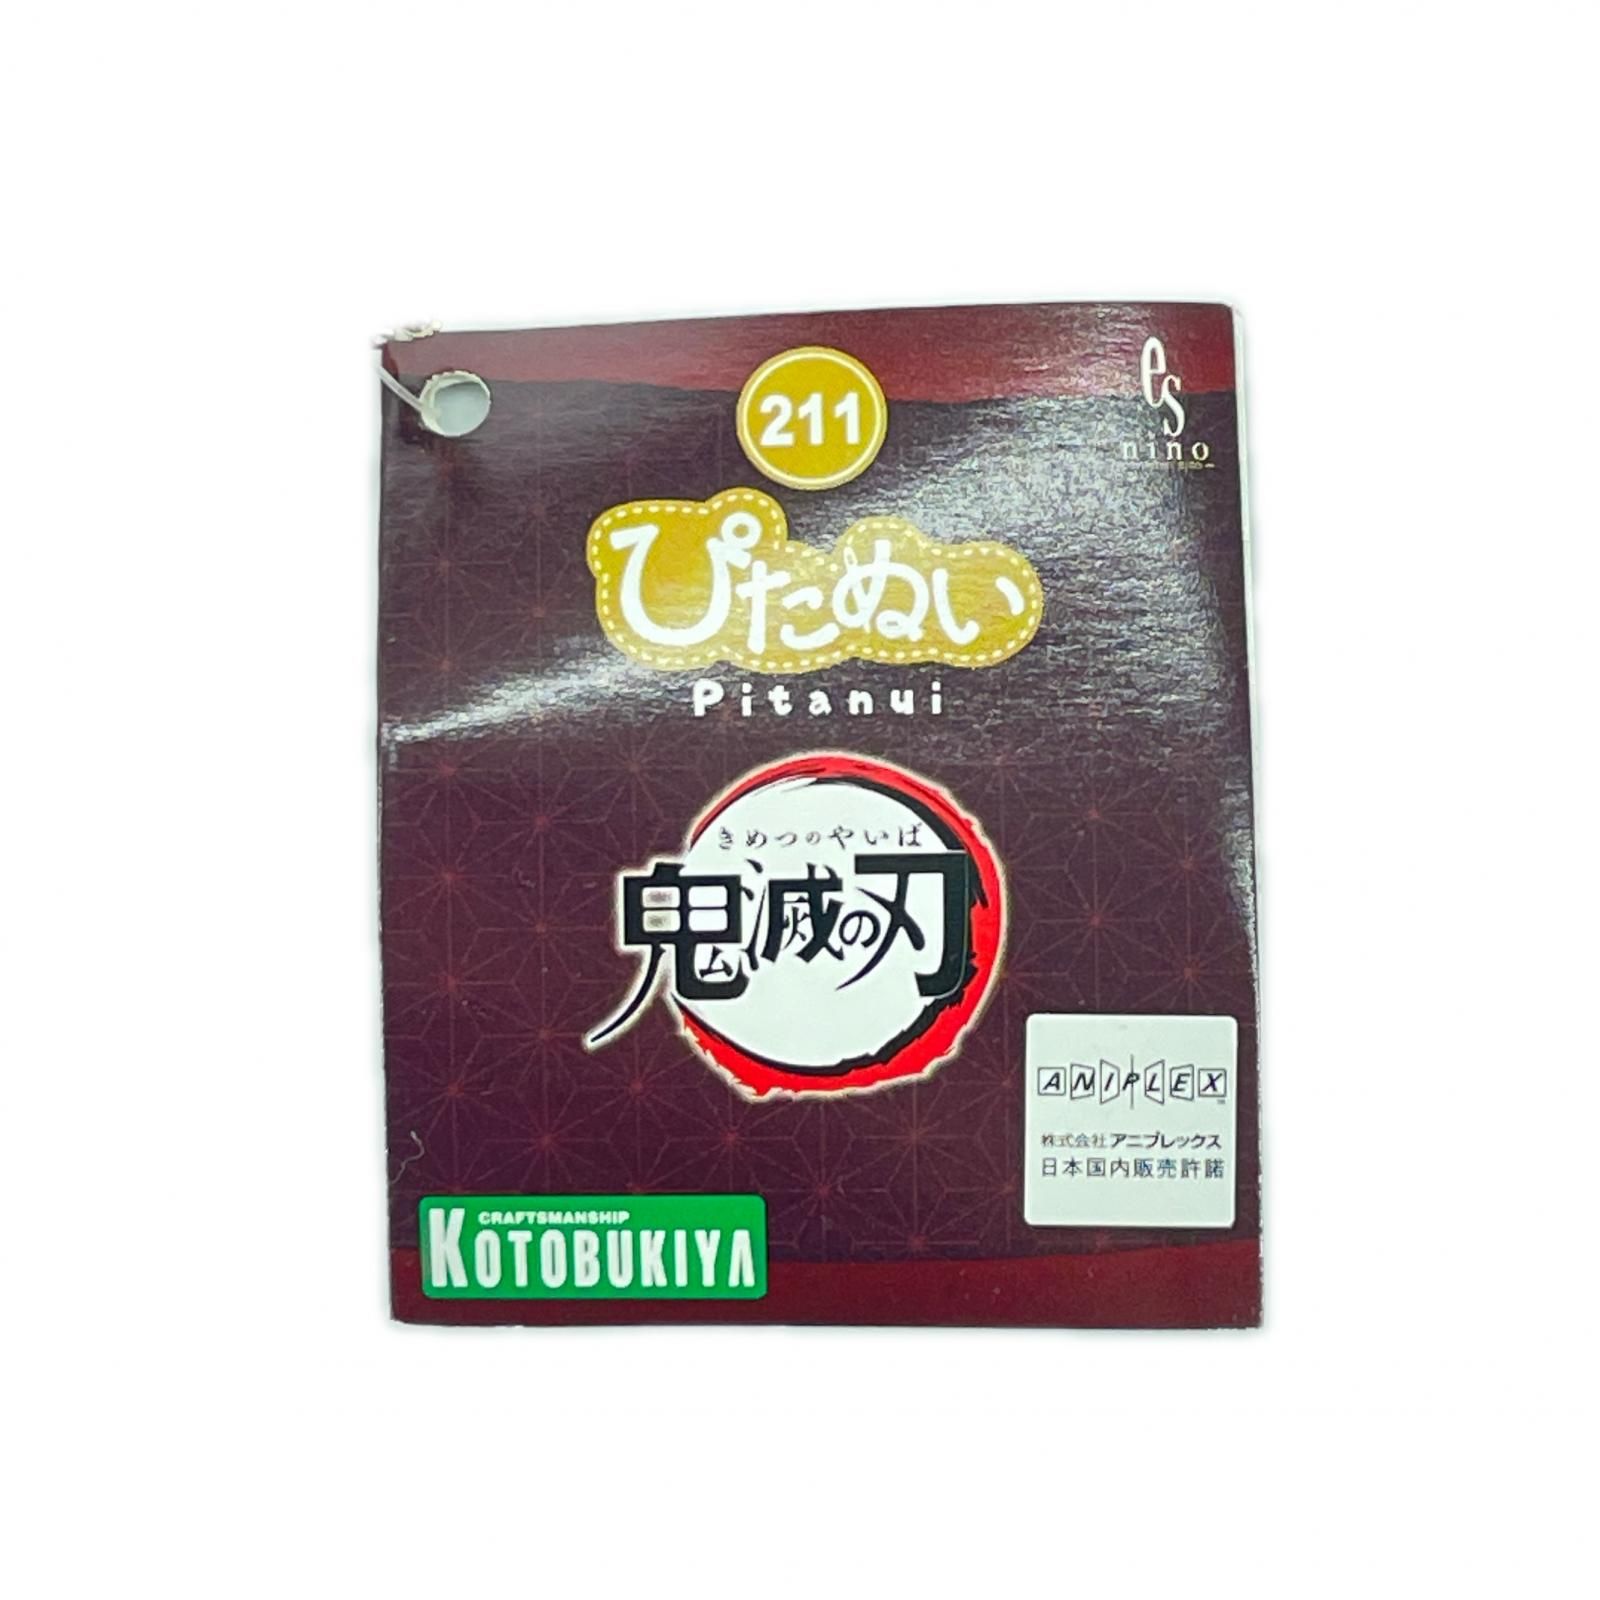 211
es
nino
ぴたぬい
Pitanui
きめつのやいば
鬼滅の刃
ANIPLEX
株式会社アニプレックス
日本国内販売許諾
CRAFTSMANSHIP
KOTOBUKIYA